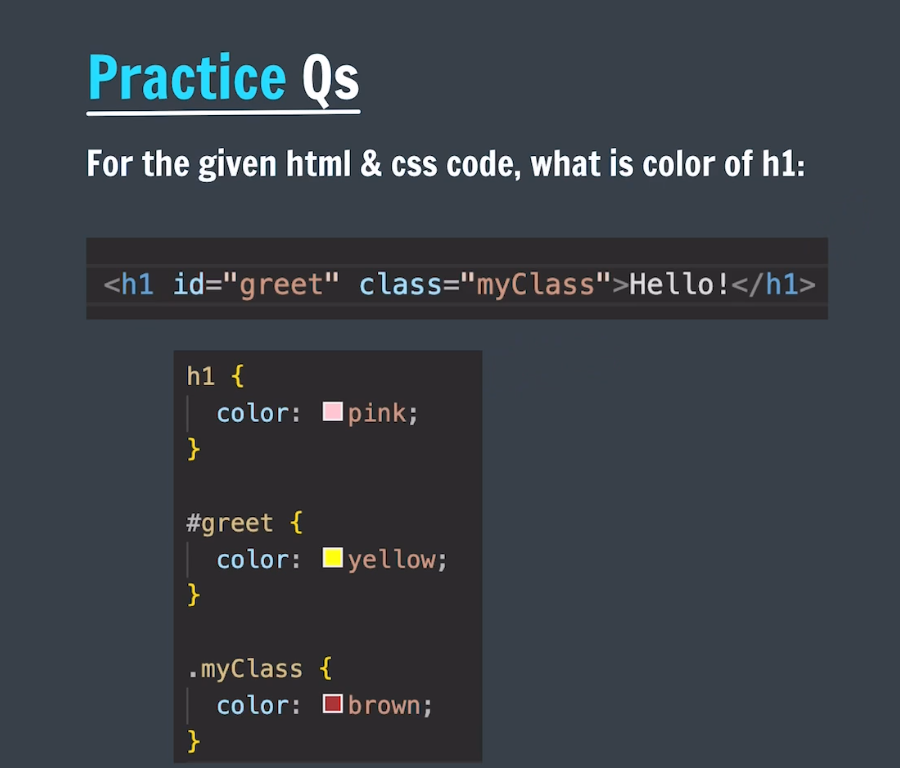 Practice Qs
For the given html & css code, what is color of h1:
<h1 id="greet" class="myClass">Hello!</h1>
h1 {
color: pink;
}
#greet {
color: yellow;
}
.myClass {
color: brown;
}